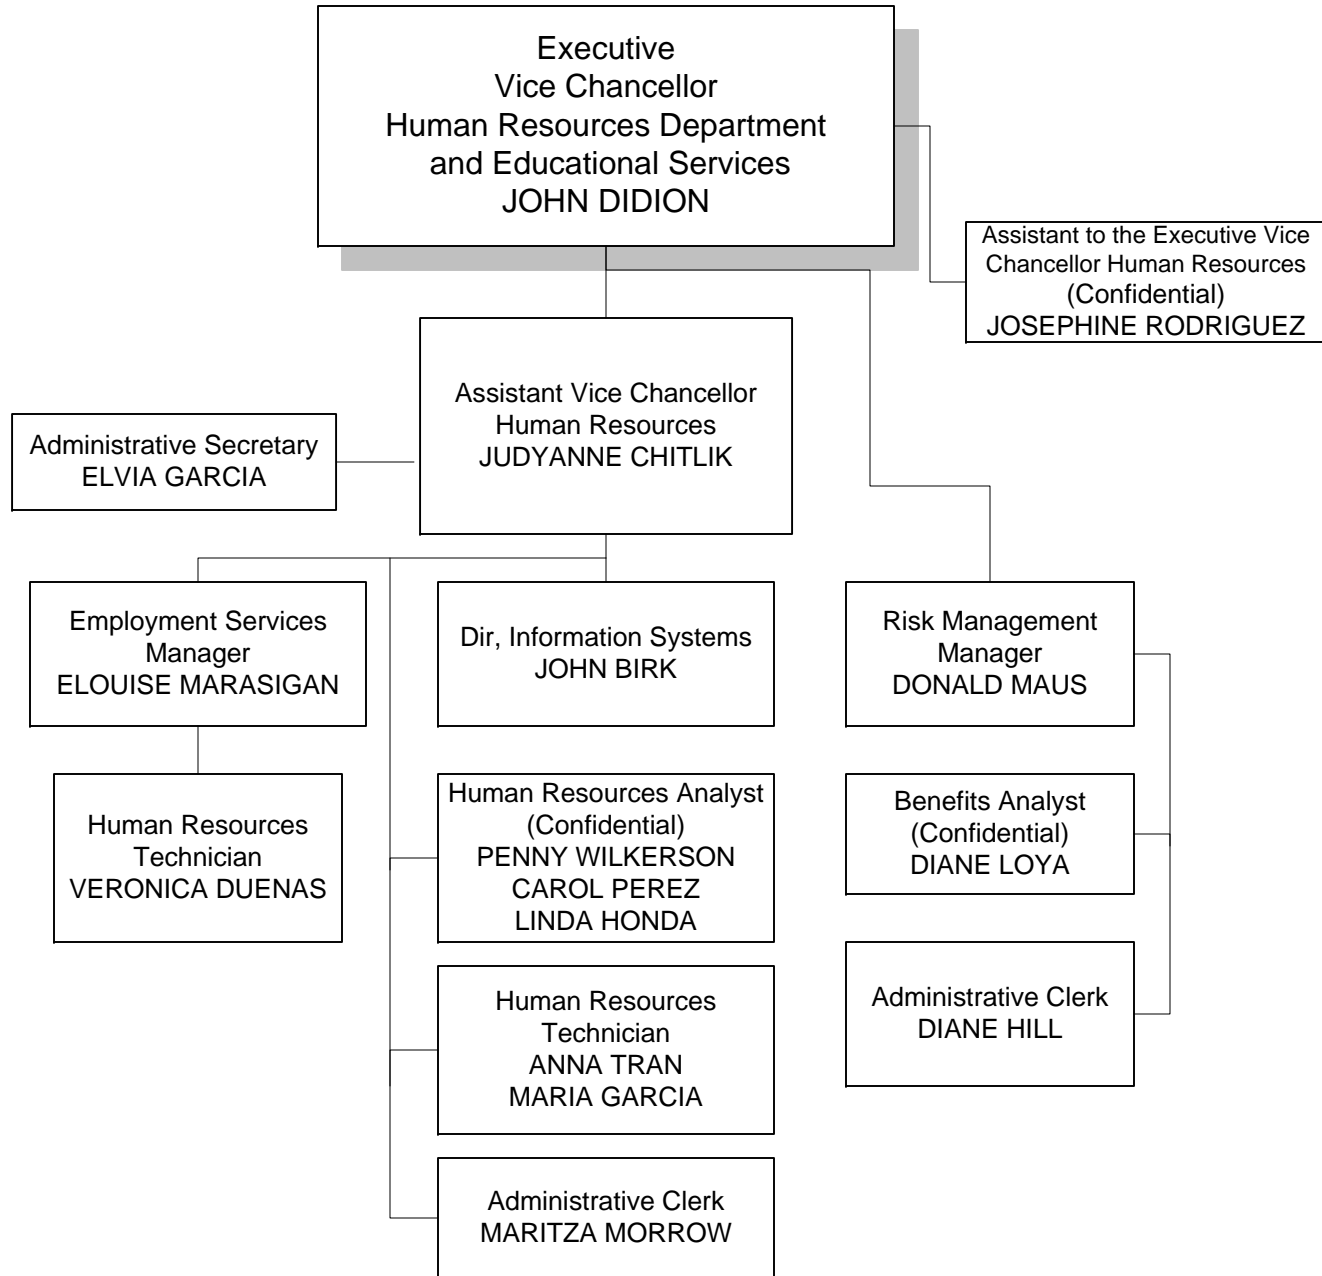 Executive
Vice Chancellor
Human Resources Department
and Educational Services
JOHN DIDION
Assistant to the Executive Vice
Chancellor Human Resources
(Confidential)
JOSEPHINE RODRIGUEZ
Assistant Vice Chancellor
Human Resources
JUDYANNE CHITLIK
Administrative Secretary
ELVIA GARCIA
Employment Services
Manager
ELOUISE MARASIGAN
Dir, Information Systems
JOHN BIRK
Risk Management
Manager
DONALD MAUS
Human Resources
Technician
VERONICA DUENAS
Human Resources Analyst
(Confidential)
PENNY WILKERSON
CAROL PEREZ
LINDA HONDA
Benefits Analyst
(Confidential)
DIANE LOYA
Human Resources
Technician
ANNA TRAN
MARIA GARCIA
Administrative Clerk
DIANE HILL
Administrative Clerk
MARITZA MORROW